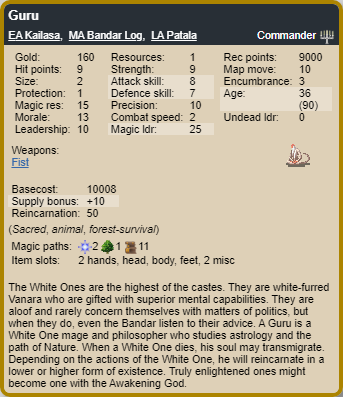 Guru
EA Kailasa, MA Bandar Log, LA Patala Commander
Gold: 160 Resources: 1 Rec points: 9000
Hit points: 9 Strength: 9 Map move: 10
Size: 2 Attack skill: 8 Encumbrance: 3
Protection: 1 Defence skill: 7 Age: 36
Magic res: 15 Precision: 10 (90)
Morale: 13 Combat speed: 2 Undead ldr: 0
Leadership: 10 Magic ldr: 25
Weapons:
Fist
Basecost: 10008
Supply bonus: +10
Reincarnation: 50
(Sacred, animal, forest-survival)
Magic paths: 2 1 11
Item slots: 2 hands, head, body, feet, 2 misc
The White Ones are the highest of the castes. They are white-furred
Vanara who are gifted with superior mental capabilities. They are
aloof and rarely concern themselves with matters of politics, but
when they do, even the Bandar listen to their advice. A Guru is a
White One mage and philosopher who studies astrology and the
path of Nature. When a White One dies, his soul may transmigrate.
Depending on the actions of the White One, he will reincarnate in a
lower or higher form of existence. Truly enlightened ones might
become one with the Awakening God.